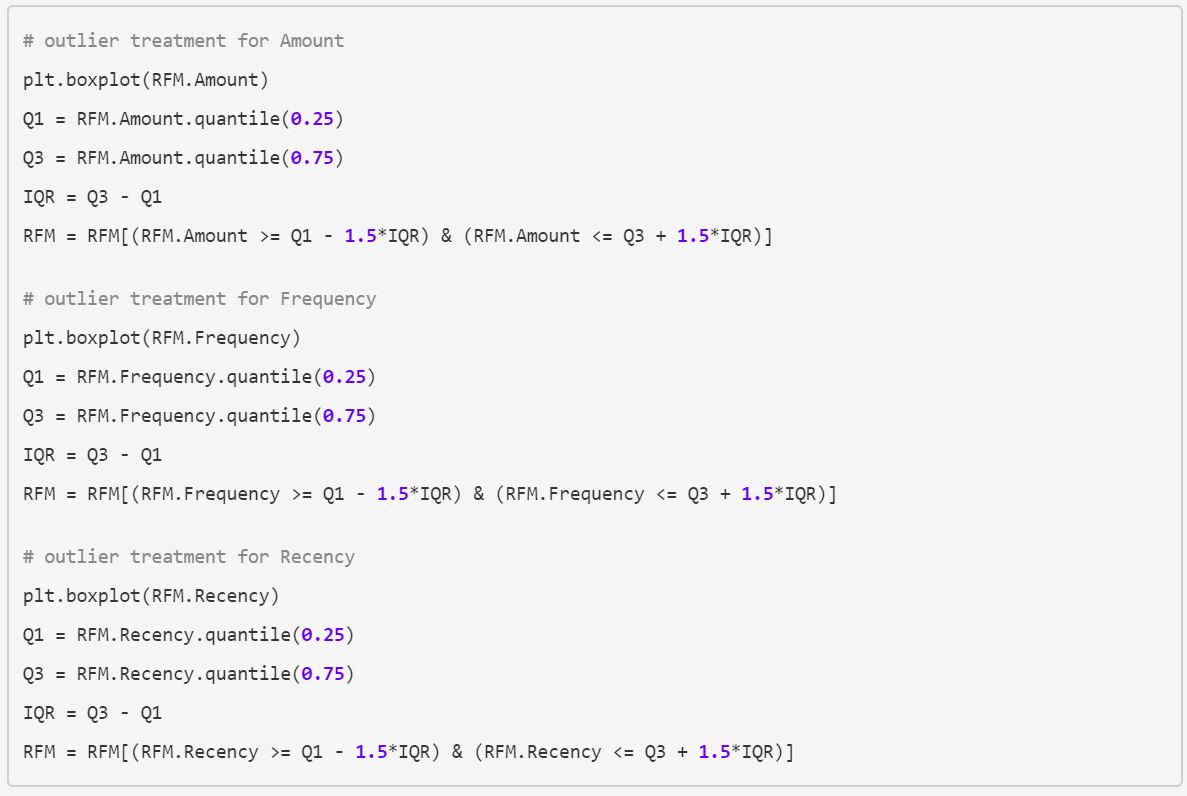 # outlier treatment for Amount
plt.boxplot(RFM.Amount)
Q1 = RFM.Amount.quantile(0.25)
Q3 = RFM.Amount.quantile(0.75)
IQR = Q3 - Q1
RFM = RFM[(RFM.Amount >= Q1 - 1.5*IQR) & (RFM.Amount <= Q3 + 1.5*IQR)]
# outlier treatment for Frequency
plt.boxplot(RFM.Frequency)
Q1 = RFM.Frequency.quantile(0.25)
Q3 = RFM.Frequency.quantile(0.75)
IQR = Q3 - Q1
RFM = RFM[(RFM.Frequency >= Q1 - 1.5*IQR) & (RFM.Frequency <= Q3 + 1.5*IQR)]
# outlier treatment for Recency
plt.boxplot(RFM.Recency)
Q1 = RFM.Recency.quantile(0.25)
Q3 = RFM.Recency.quantile(0.75)
IQR = Q3 - Q1
RFM = RFM[(RFM.Recency >= Q1 - 1.5*IQR) & (RFM.Recency <= Q3 + 1.5*IQR)]